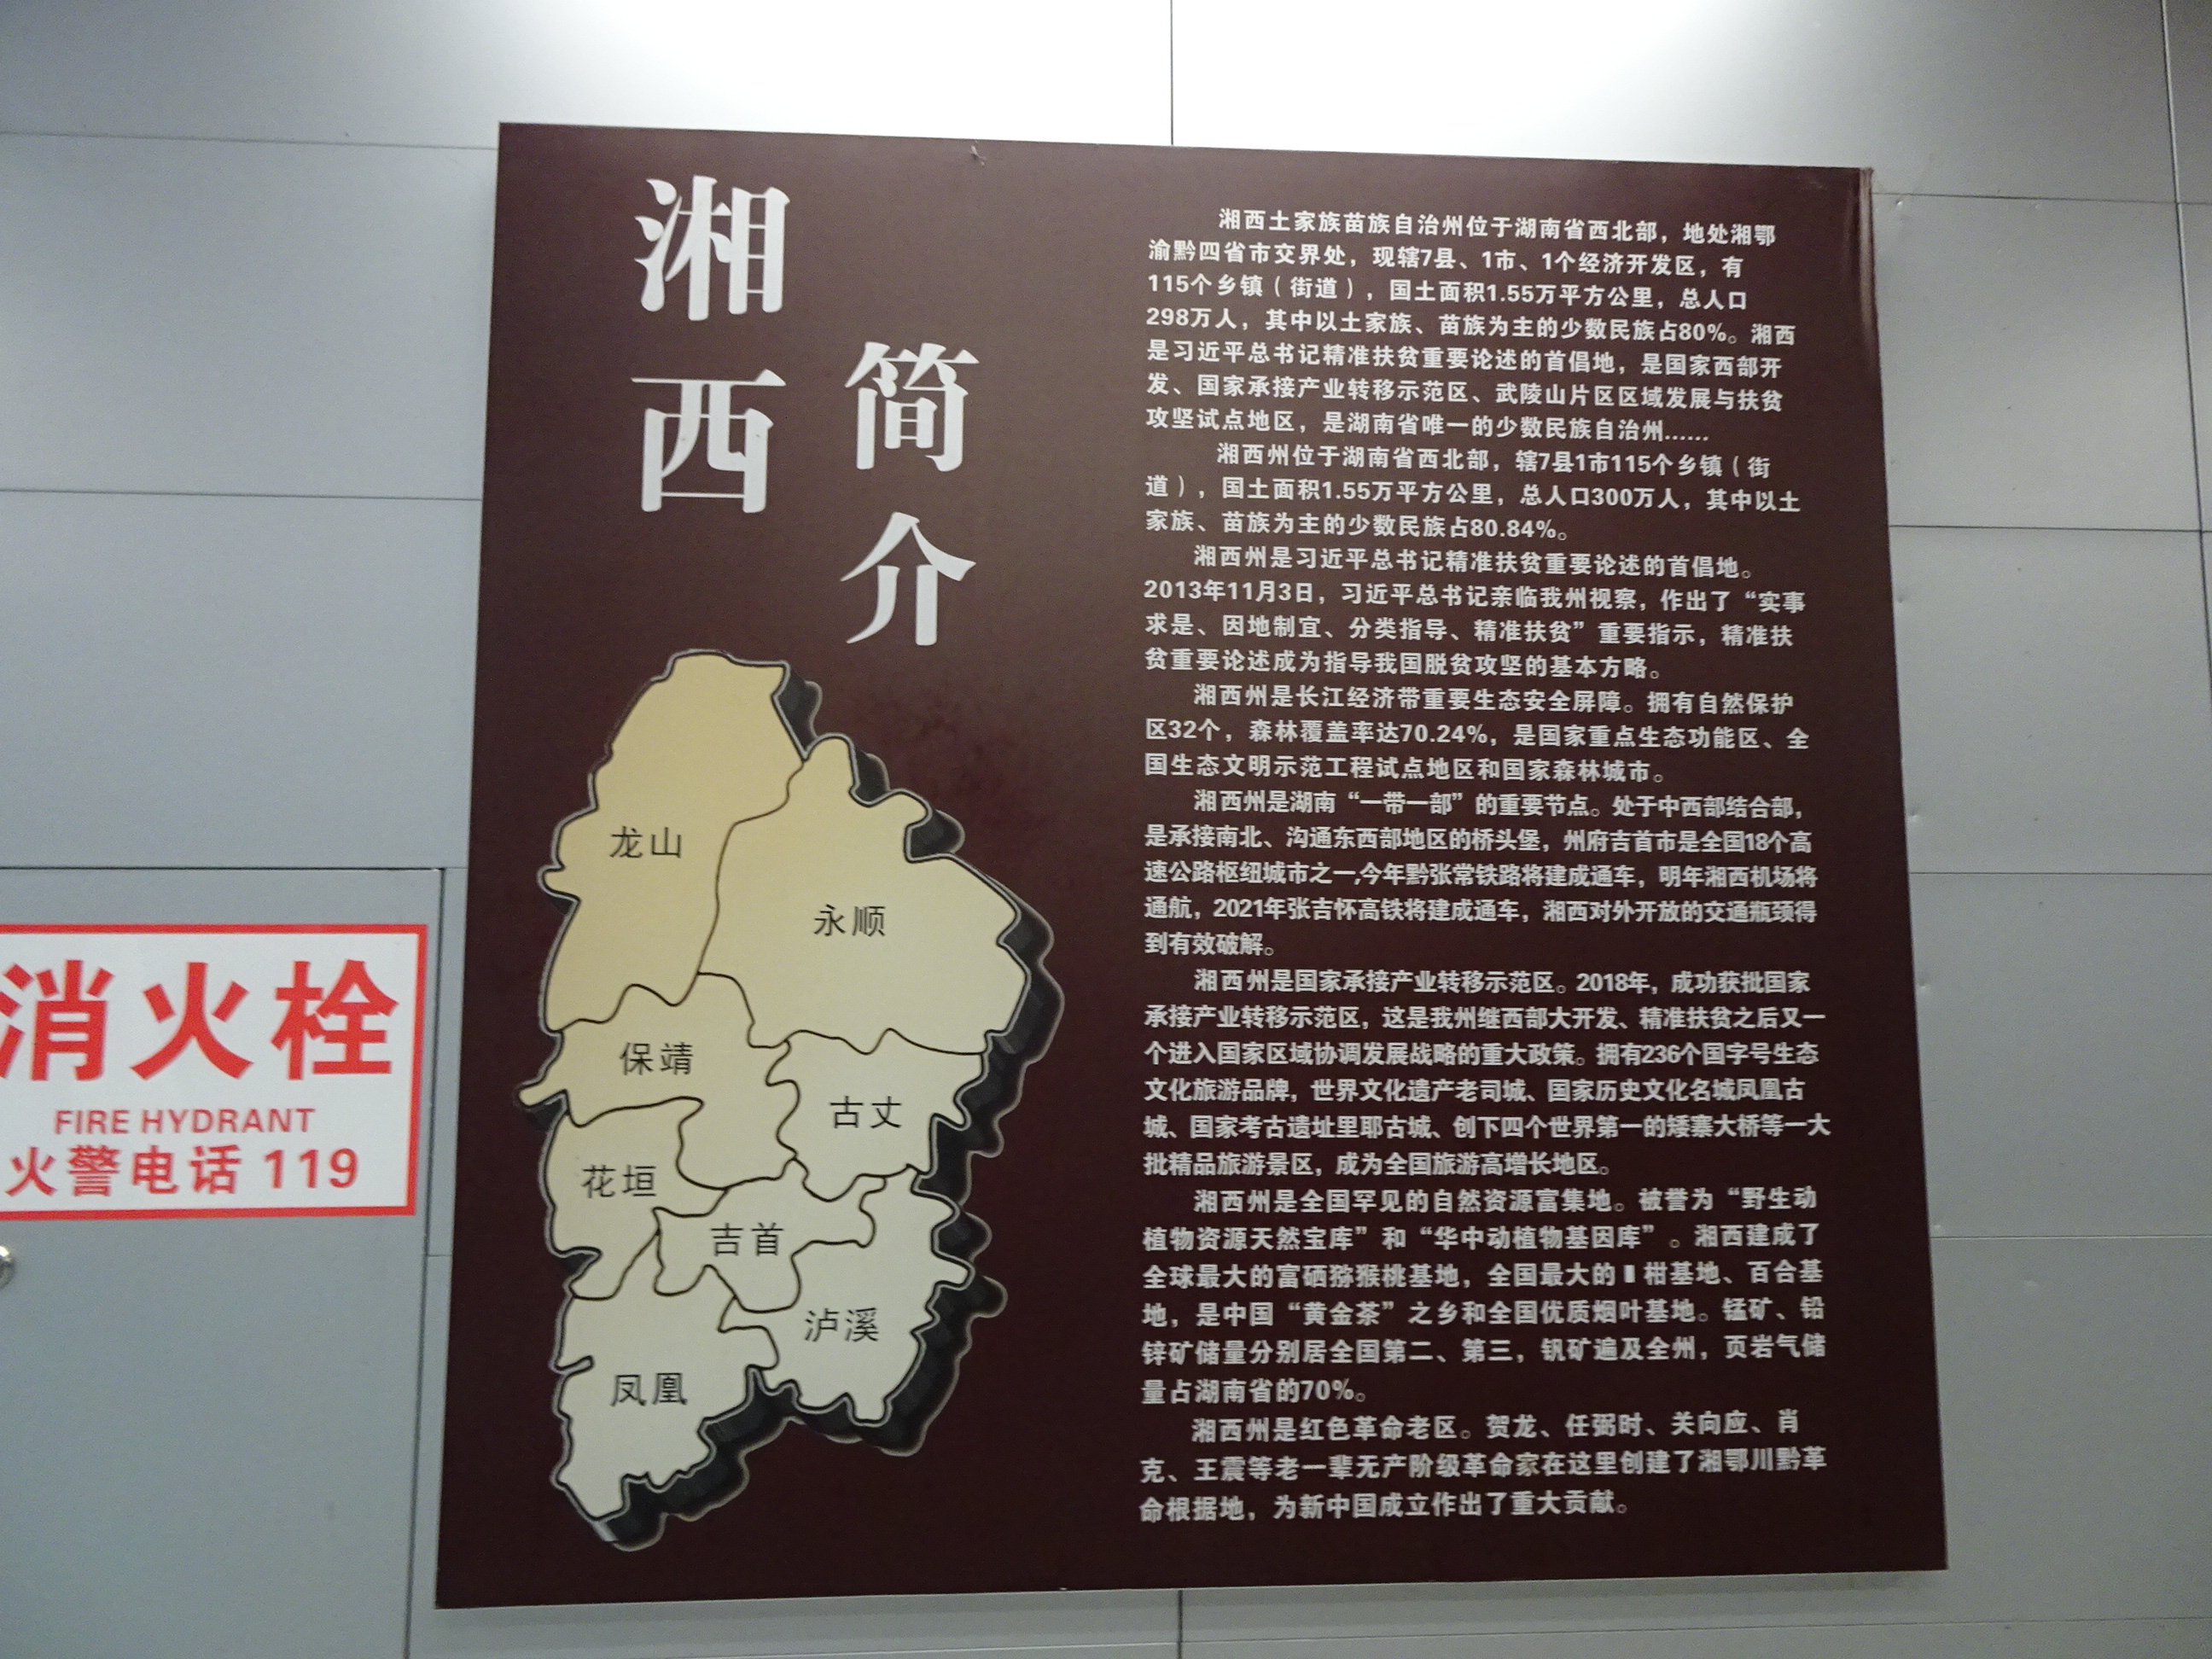 湘西
简介
湘西土家族苗族自治州位于湖南省西北部，地处湘鄂
渝黔四省市交界处，现辖7县、1市、1个经济开发区，有
115个乡镇（街道），国土面积1.55万平方公里，总人口
298万人，其中以土家族、苗族为主的少数民族占80%。湘西
是习近平总书记精准扶贫重要论述的首倡地，是国家西部开
发、国家承接产业转移示范区、武陵山片区区域发展与扶贫
攻坚试点地区，是湖南省唯一的少数民族自治州……
湘西州位于湖南省西北部，辖7县1市115个乡镇（街
道），国土面积1.55万平方公里，总人口300万人，其中以土
家族、苗族为主的少数民族占80.84%。
湘西州是习近平总书记精准扶贫重要论述的首倡地。
2013年11月3日，习近平总书记亲临我州视察，作出了“实事
求是、因地制宜、分类指导、精准扶贫”重要指示，精准扶
贫重要论述成为指导我国脱贫攻坚的基本方略。
湘西州是长江经济带重要生态安全屏障。拥有自然保护
区32个，森林覆盖率达70.24%，是国家重点生态功能区、全
国生态文明示范工程试点地区和国家森林城市。
湘西州是湖南“一带一部”的重要节点。处于中西部结合部，
是承接南北、沟通东西部地区的桥头堡，州府吉首市是全国18个高
速公路枢纽城市之一,今年黔张常铁路将建成通车，明年湘西机场将
通航，2021年张吉怀高铁将建成通车，湘西对外开放的交通瓶颈得
到有效破解。
湘西州是国家承接产业转移示范区。2018年，成功获批国家
承接产业转移示范区，这是我州继西部大开发、精准扶贫之后又一
个进入国家区域协调发展战略的重大政策。拥有236个国字号生态
文化旅游品牌，世界文化遗产老司城、国家历史文化名城凤凰古
城、国家考古遗址里耶古城、创下四个世界第一的矮寨大桥等一大
批精品旅游景区，成为全国旅游高增长地区。
湘西州是全国罕见的自然资源富集地。被誉为“野生动
植物资源天然宝库”和“华中动植物基因库”。湘西建成了
全球最大的富硒猕猴桃基地，全国最大的▮柑基地、百合基
地，是中国“黄金茶”之乡和全国优质烟叶基地。锰矿、铅
锌矿储量分别居全国第二、第三，钒矿遍及全州，页岩气储
量占湖南省的70%。
湘西州是红色革命老区。贺龙、任弼时、关向应、肖
克、王震等老一辈无产阶级革命家在这里创建了湘鄂川黔革
命根据地，为新中国成立作出了重大贡献。
龙山
永顺
保靖
古丈
花垣
吉首
泸溪
凤凰
消火栓
FIRE HYDRANT
火警电话 119